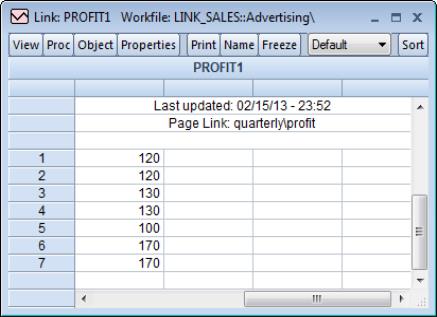 Link: PROFIT1 Workfile: LINK_SALES::Advertising\
View Proc Object Properties Print Name Freeze Default Sort
PROFIT1
Last updated: 02/15/13 - 23:52
Page Link: quarterly\profit
1 120
2 120
3 130
4 130
5 100
6 170
7 170